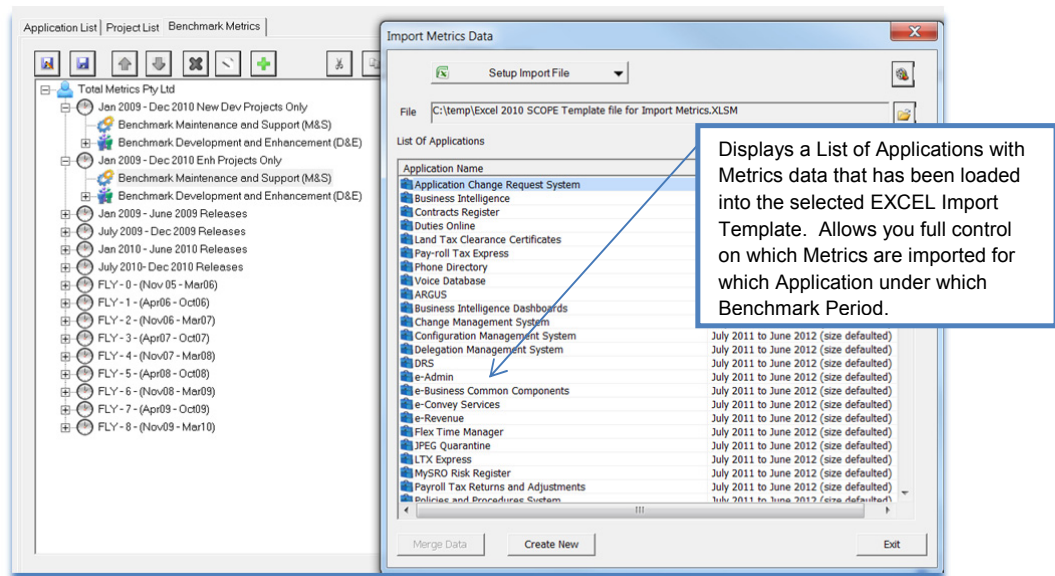 Application List Project List Benchmark Metrics
Total Metrics Pty Ltd
Jan 2009 - Dec 2010 New Dev Projects Only
Benchmark Maintenance and Support (M&S)
Benchmark Development and Enhancement (D&E)
Jan 2009 - Dec 2010 Enh Projects Only
Benchmark Maintenance and Support (M&S)
Benchmark Development and Enhancement (D&E)
Jan 2009 - June 2009 Releases
July 2009 - Dec 2009 Releases
Jan 2010 - June 2010 Releases
July 2010- Dec 2010 Releases
FLY - 0 - (Nov 05 - Mar06)
FLY - 1 - (Apr06 - Oct06)
FLY - 2 - (Nov06 - Mar07)
FLY - 3 - (Apr07 - Oct07)
FLY - 4 - (Nov07 - Mar08)
FLY - 5 - (Apr08 - Oct08)
FLY - 6 - (Nov08 - Mar09)
FLY - 7 - (Apr09 - Oct09)
FLY - 8 - (Nov09 - Mar10)
Import Metrics Data
Setup Import File
File C:\temp\Excel 2010 SCOPE Template file for Import Metrics.XLSM
List Of Applications
Application Name
Application Change Request System
Business Intelligence
Contracts Register
Duties Online
Land Tax Clearance Certificates
Pay-roll Tax Express
Phone Directory
Voice Database
ARGUS
Business Intelligence Dashboards
Change Management System
Configuration Management System July 2011 to June 2012 (size defaulted)
Delegation Management System July 2011 to June 2012 (size defaulted)
DRS July 2011 to June 2012 (size defaulted)
e-Admin July 2011 to June 2012 (size defaulted)
e-Business Common Components July 2011 to June 2012 (size defaulted)
e-Convey Services July 2011 to June 2012 (size defaulted)
e-Revenue July 2011 to June 2012 (size defaulted)
Flex Time Manager July 2011 to June 2012 (size defaulted)
JPEG Quarantine July 2011 to June 2012 (size defaulted)
LTX Express July 2011 to June 2012 (size defaulted)
MySRO Risk Register July 2011 to June 2012 (size defaulted)
Payroll Tax Returns and Adjustments July 2011 to June 2012 (size defaulted)
Policies and Procedures System July 2011 to June 2012 (size defaulted)
Merge Data Create New Exit
Displays a List of Applications with
Metrics data that has been loaded
into the selected EXCEL Import
Template. Allows you full control
on which Metrics are imported for
which Application under which
Benchmark Period.